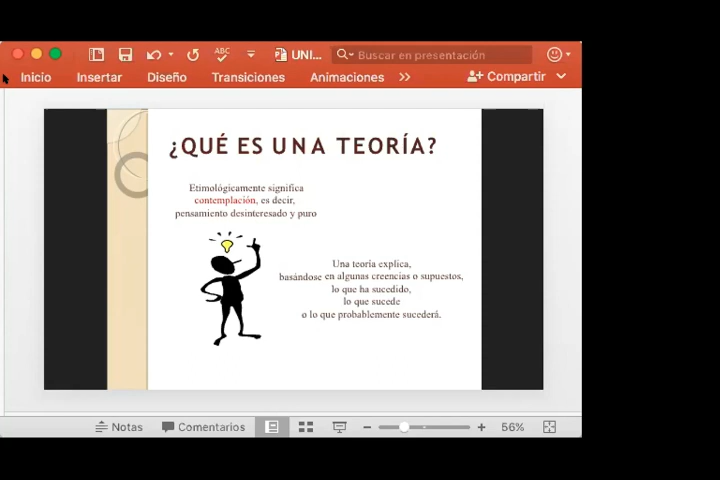 ABC
UNI...
Buscar en presentación
Inicio
Insertar
Diseño
Transiciones
Animaciones
Compartir
¿QUÉ ES UNA TEORÍA?
Etimológicamente significa
contemplación, es decir,
pensamiento desinteresado y puro
Una teoría explica,
basándose en algunas creencias o supuestos,
lo que ha sucedido,
lo que sucede
o lo que probablemente sucederá.
Notas
Comentarios
56%